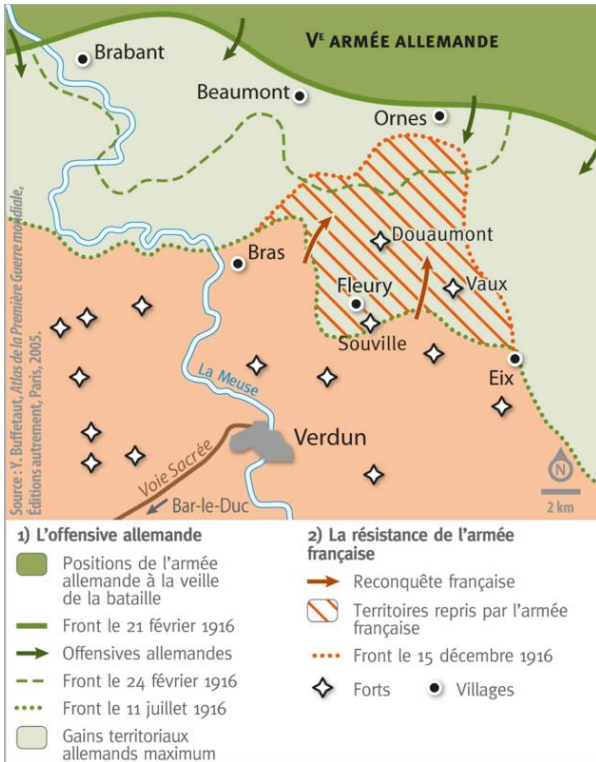 Vᴱ ARMÉE ALLEMANDE
Brabant
Beaumont
Ornes
Douaumont
Bras
Vaux
Fleury
Souville
Eix
La Meuse
Verdun
Voie Sacrée
Bar-le-Duc
N
2 km
Source : Y. Buffetaut, Atlas de la Première Guerre mondiale,
Éditions autrement, Paris, 2005.
1) L'offensive allemande
Positions de l'armée
allemande à la veille
de la bataille
Front le 21 février 1916
Offensives allemandes
Front le 24 février 1916
Front le 11 juillet 1916
Gains territoriaux
allemands maximum
2) La résistance de l'armée
française
Reconquête française
Territoires repris par l'armée
française
Front le 15 décembre 1916
Forts
Villages